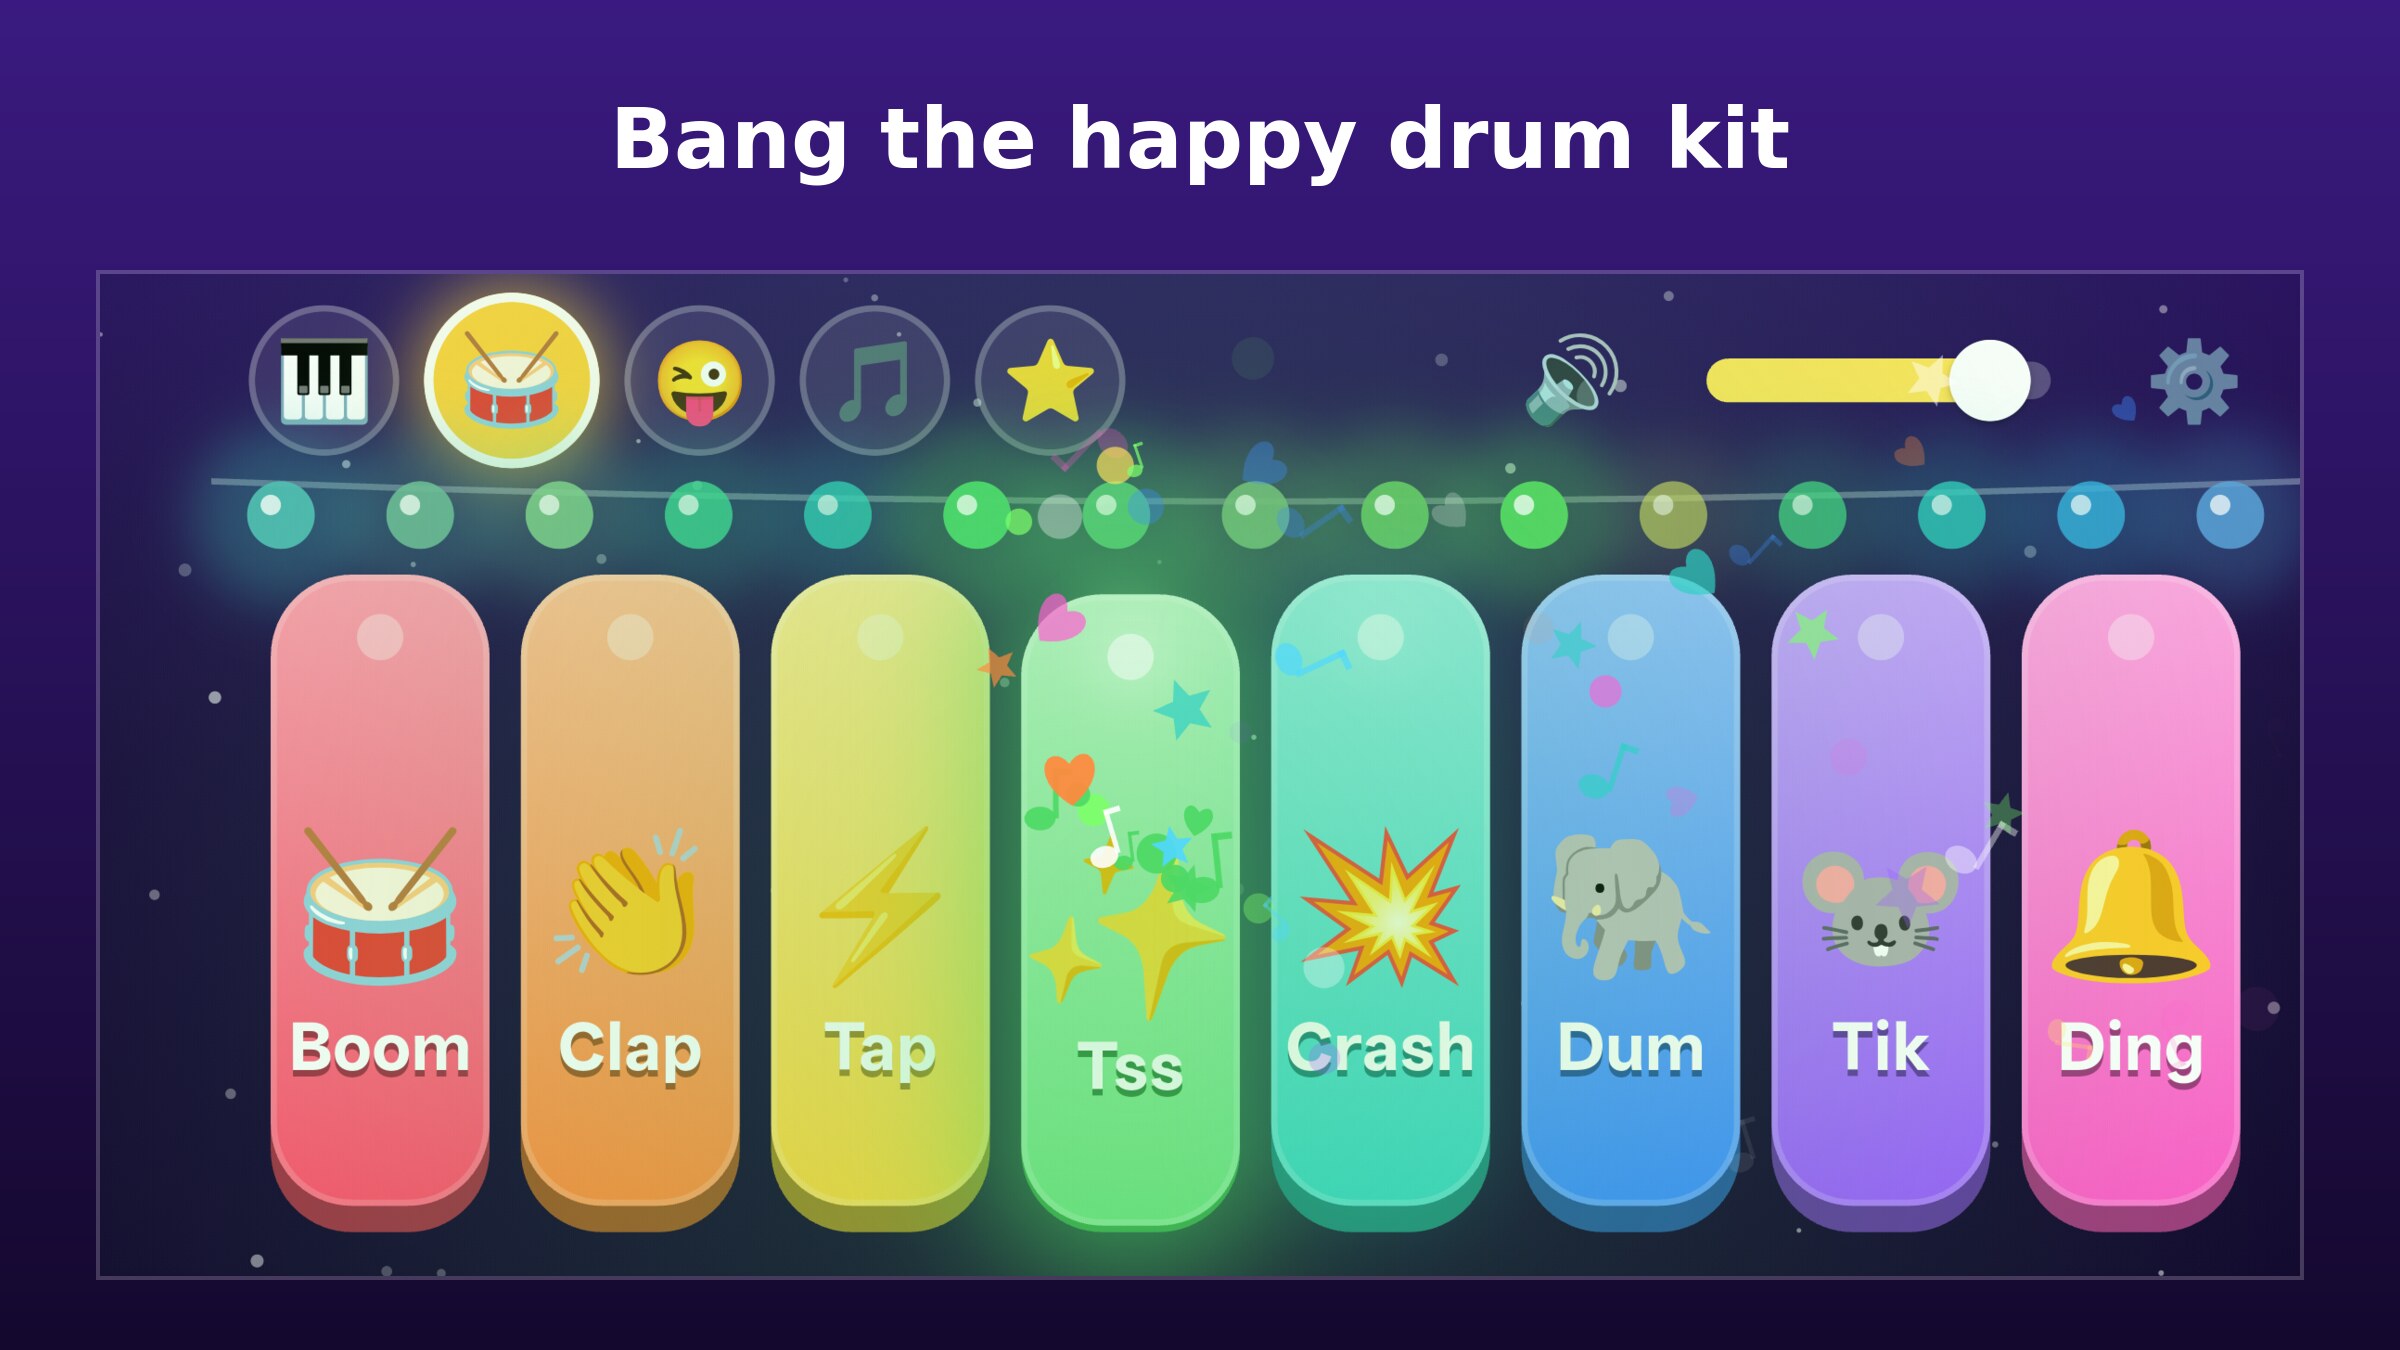 Bang the happy drum kit
Boom
Clap
Tap
Tss
Crash
Dum
Tik
Ding